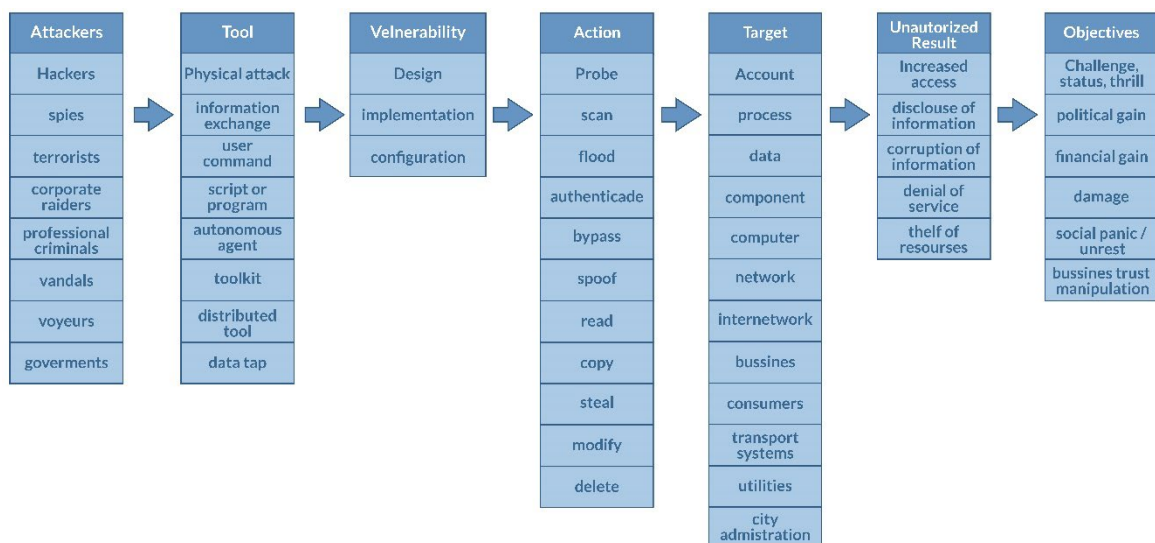 Attackers
Hackers
spies
terrorists
corporate
raiders
professional
criminals
vandals
voyeurs
goverments
Tool
Physical attack
information
exchange
user
command
script or
program
autonomous
agent
toolkit
distributed
tool
data tap
Velnerability
Design
implementation
configuration
Action
Probe
scan
flood
authenticade
bypass
spoof
read
copy
steal
modify
delete
Target
Account
process
data
component
computer
network
internetwork
bussines
consumers
transport
systems
utilities
city
admistration
Unautorized
Result
Increased
access
disclouse of
information
corruption of
information
denial of
service
thelf of
resourses
Objectives
Challenge,
status, thrill
political gain
financial gain
damage
social panic /
unrest
bussines trust
manipulation